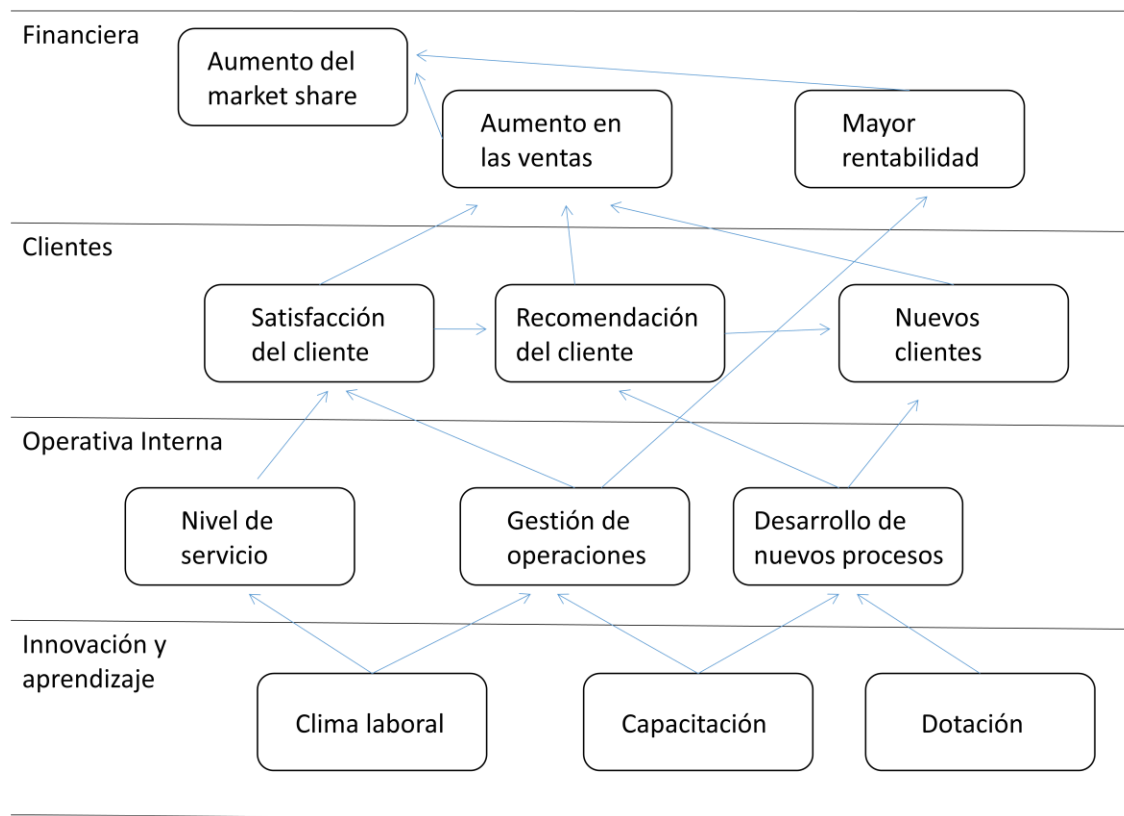 Financiera
Aumento del
market share
Aumento en
las ventas
Mayor
rentabilidad
Clientes
Satisfacción
del cliente
Recomendación
del cliente
Nuevos
clientes
Operativa Interna
Nivel de
servicio
Gestión de
operaciones
Desarrollo de
nuevos procesos
Innovación y
aprendizaje
Clima laboral
Capacitación
Dotación